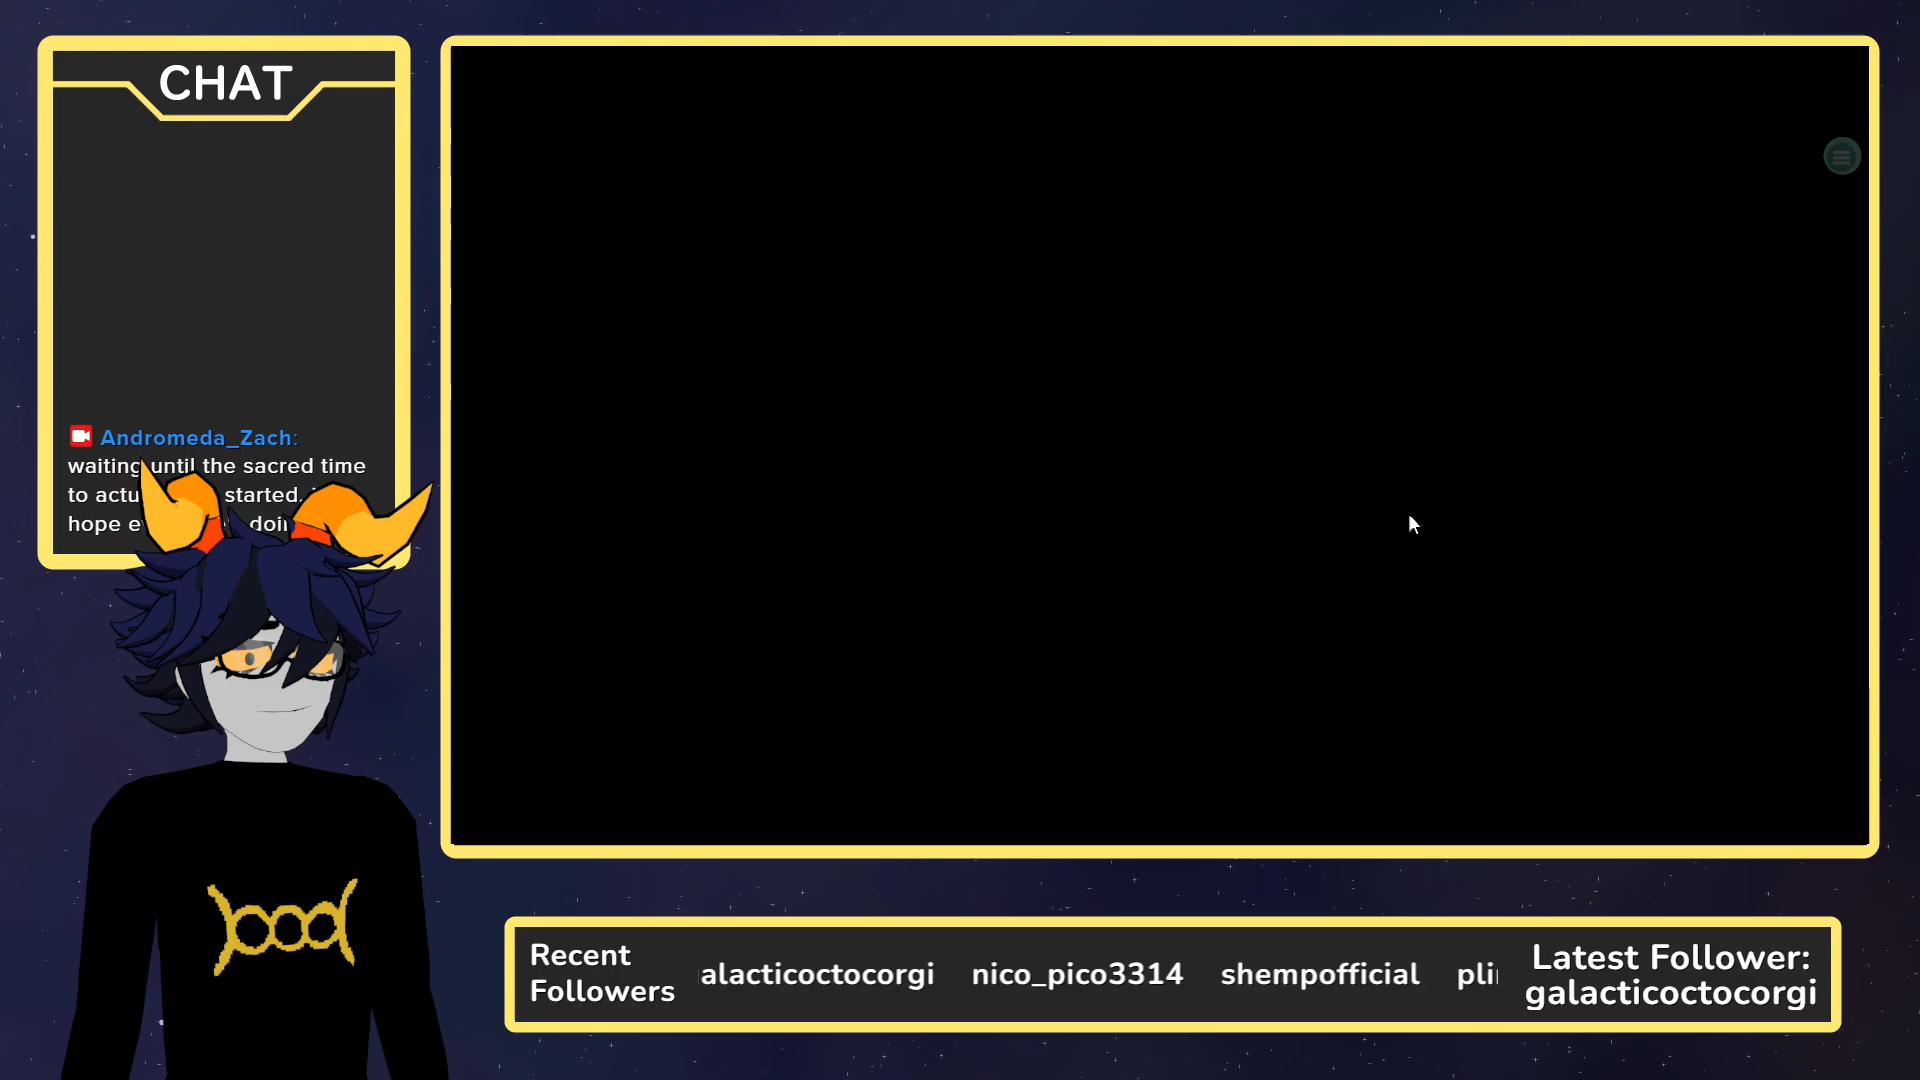 CHAT
Andromeda_Zach:
waiting until the sacred time
to actu started.
hope e doi
Recent
Followers
alacticoctocorgi nico_pico3314 shempofficial pli
Latest Follower:
galacticoctocorgi